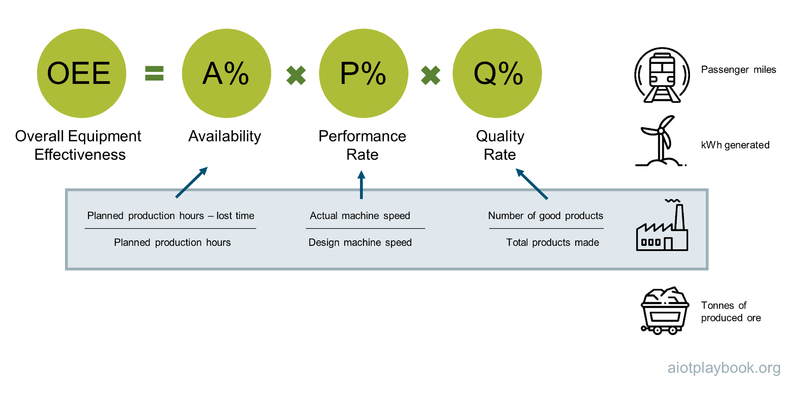 OEE = A% × P% × Q%
Overall Equipment
Effectiveness
Availability
Performance
Rate
Quality
Rate
Planned production hours – lost time
Planned production hours
Actual machine speed
Design machine speed
Number of good products
Total products made
Passenger miles
kWh generated
Tonnes of
produced ore
aiotplaybook.org